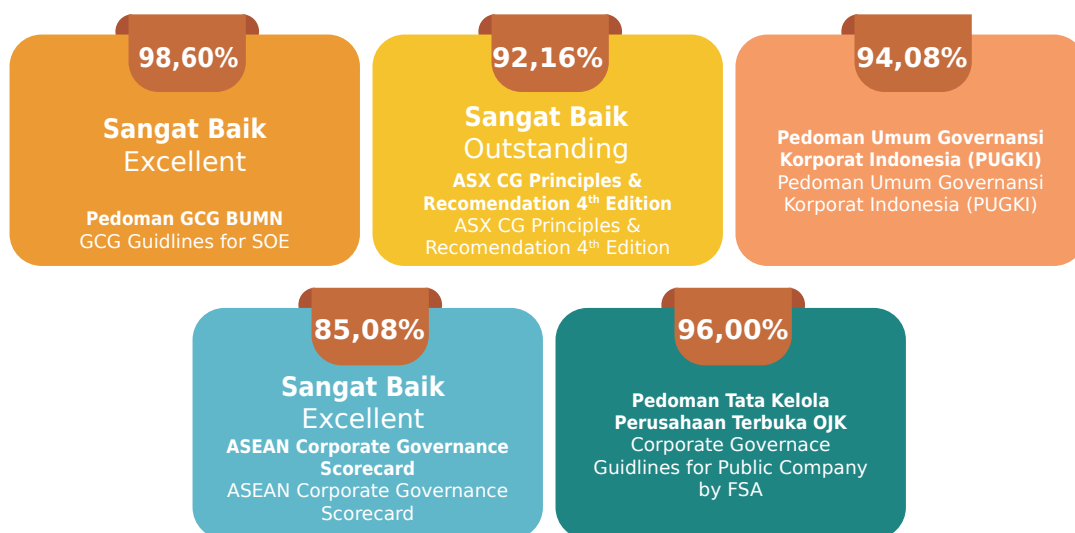 98,60%
Sangat Baik
Excellent
Pedoman GCG BUMN
GCG Guidlines for SOE
92,16%
Sangat Baik
Outstanding
ASX CG Principles &
Recomendation 4th Edition
ASX CG Principles &
Recomendation 4th Edition
94,08%
Pedoman Umum Governansi
Korporat Indonesia (PUGKI)
Pedoman Umum Governansi
Korporat Indonesia (PUGKI)
85,08%
Sangat Baik
Excellent
ASEAN Corporate Governance
Scorecard
ASEAN Corporate Governance
Scorecard
96,00%
Pedoman Tata Kelola
Perusahaan Terbuka OJK
Corporate Governace
Guidlines for Public Company
by FSA